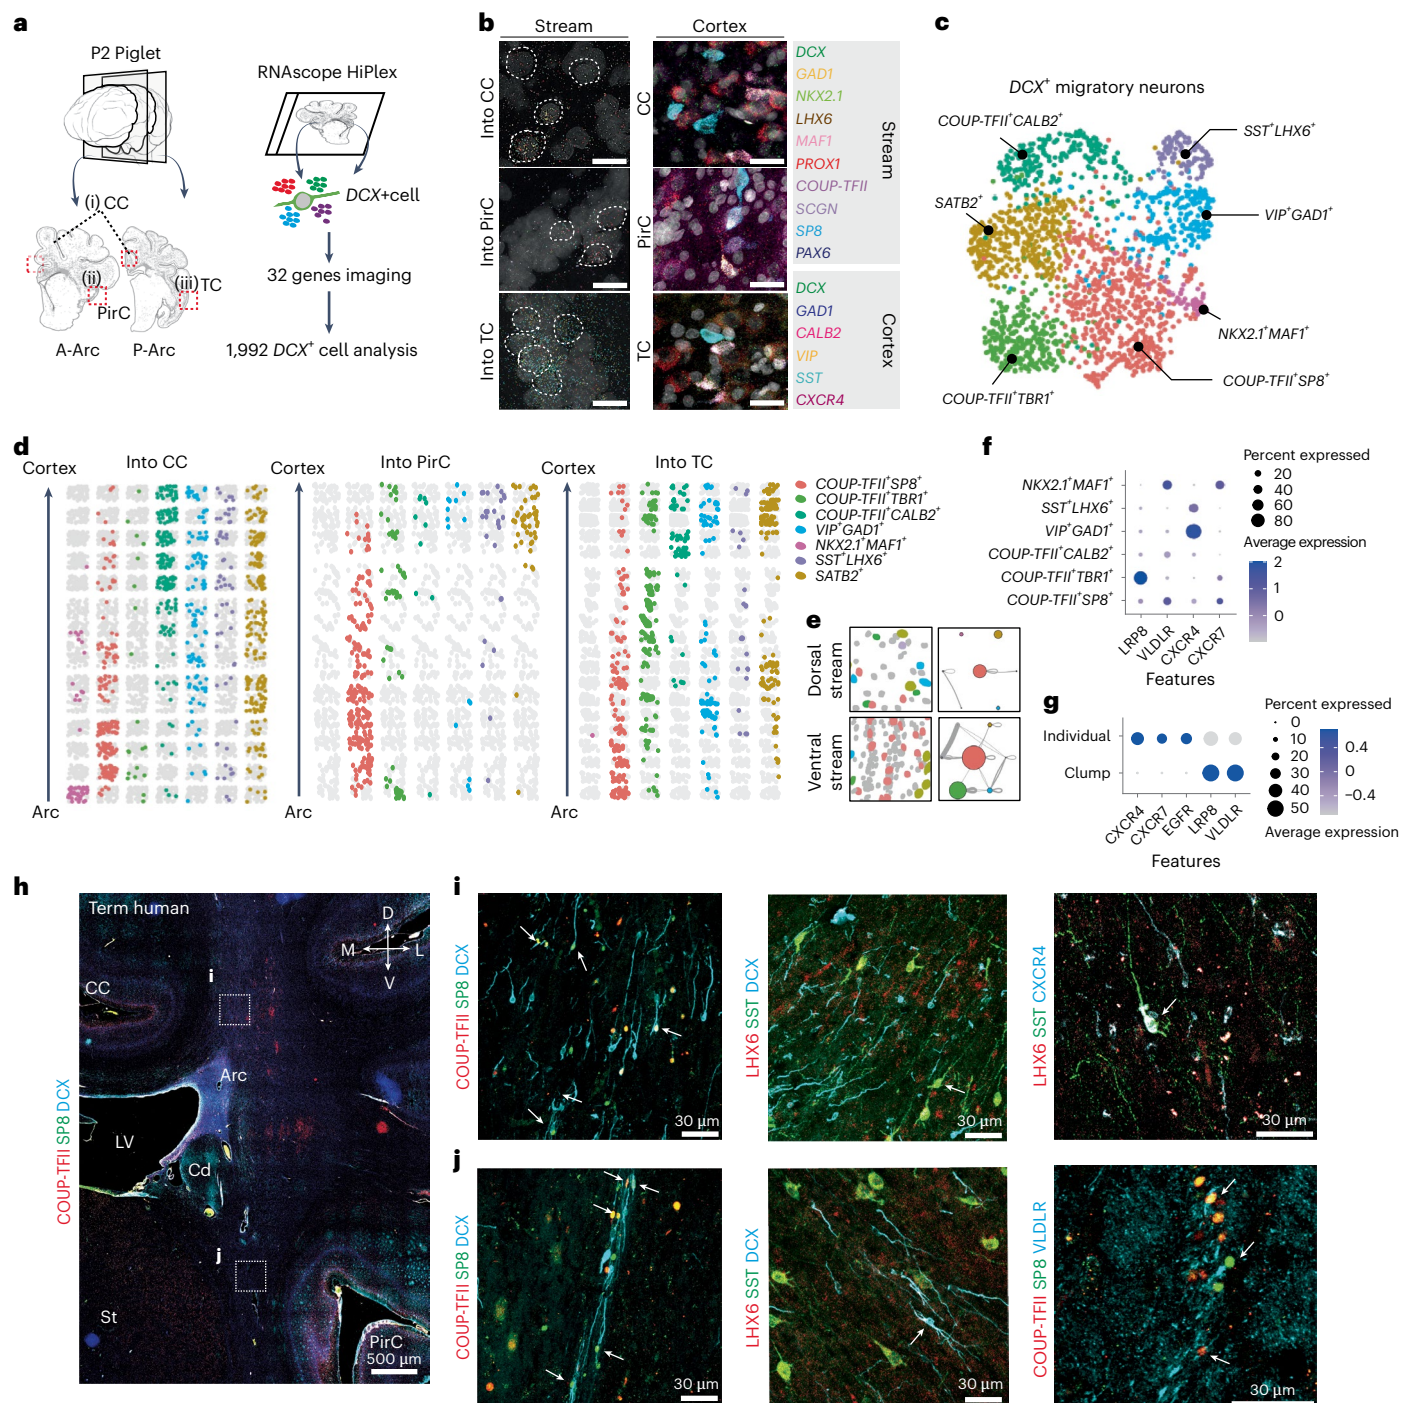 a
P2 Piglet
RNAscope HiPlex
(i) CC
(ii)
PirC
(iii) TC
A-Arc
P-Arc
DCX+cell
32 genes imaging
1,992 DCX+ cell analysis
b
Stream
Cortex
Into CC
CC
Into PirC
PirC
Into TC
TC
DCX
GAD1
NKX2.1
LHX6
MAF1
PROX1
COUP-TFII
SCGN
SP8
PAX6
Stream
DCX
GAD1
CALB2
VIP
SST
CXCR4
Cortex
c
DCX+ migratory neurons
COUP-TFII+CALB2+
SST+LHX6+
SATB2+
VIP+GAD1+
NKX2.1+MAF1+
COUP-TFII+SP8+
COUP-TFII+TBR1+
d
Cortex
Into CC
Arc
Cortex
Into PirC
Arc
Cortex
Into TC
Arc
COUP-TFII+SP8+
COUP-TFII+TBR1+
COUP-TFII+CALB2+
VIP+GAD1+
NKX2.1+MAF1+
SST+LHX6+
SATB2+
e
Dorsal
stream
Ventral
stream
f
NKX2.1+MAF1+
SST+LHX6+
VIP+GAD1+
COUP-TFII+CALB2+
COUP-TFII+TBR1+
COUP-TFII+SP8+
LRP8
VLDLR
CXCR4
CXCR7
Features
Percent expressed
20
40
60
80
Average expression
2
1
0
g
Individual
Clump
CXCR4
CXCR7
EGFR
LRP8
VLDLR
Features
Percent expressed
0
10
20
30
40
50
0.4
0
−0.4
Average expression
h
COUP-TFII SP8 DCX
Term human
D
M
L
V
CC
i
Arc
LV
Cd
j
St
PirC
500 µm
i
COUP-TFII SP8 DCX
30 µm
LHX6 SST DCX
30 µm
LHX6 SST CXCR4
30 µm
j
COUP-TFII SP8 DCX
30 µm
LHX6 SST DCX
30 µm
COUP-TFII SP8 VLDLR
30 µm